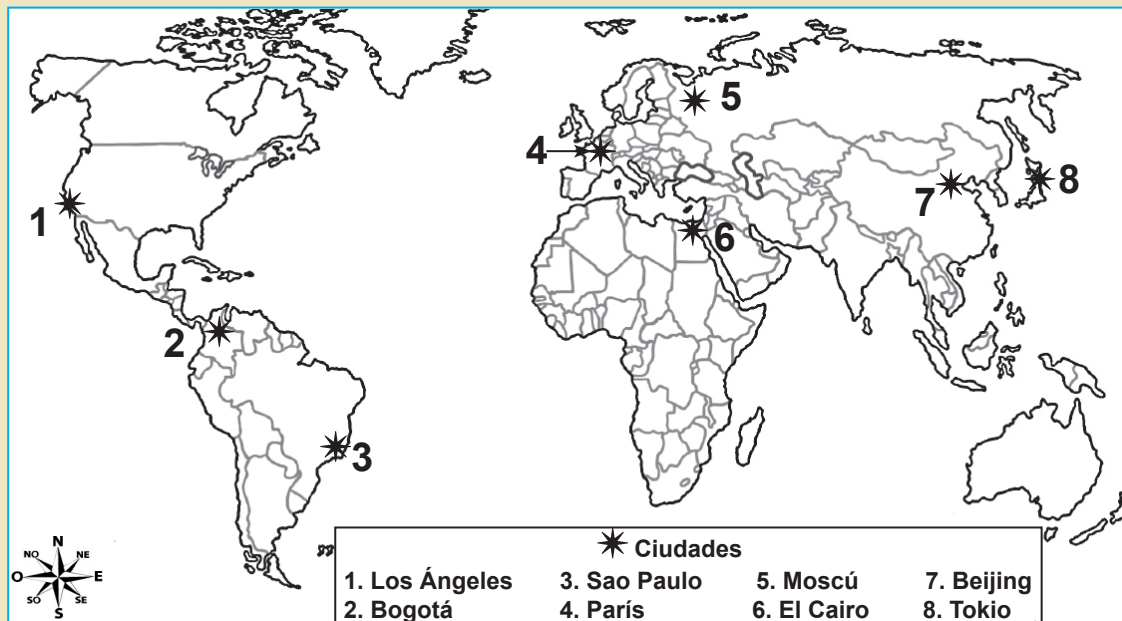 5
4
8
7
1
6
2
3
N
NO NE
O E
SO SE
S
Ciudades
1. Los Ángeles 3. Sao Paulo 5. Moscú 7. Beijing
2. Bogotá 4. París 6. El Cairo 8. Tokio